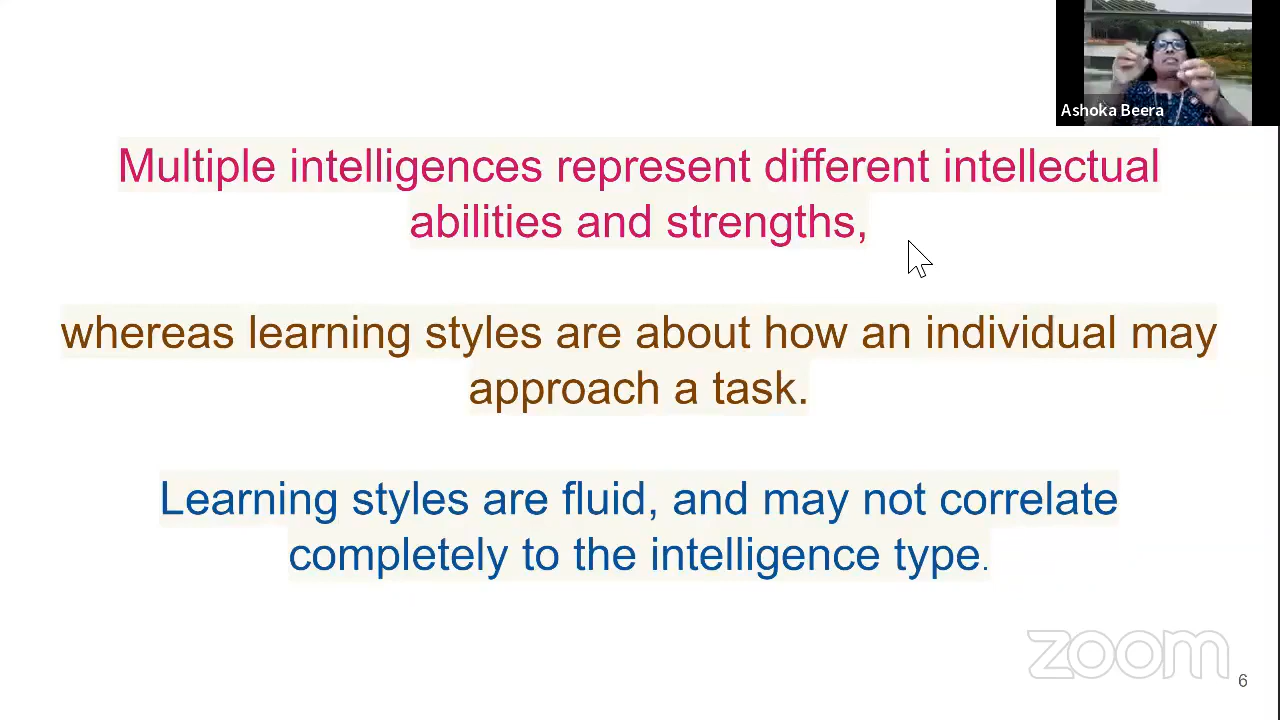 Ashoka Beera
Multiple intelligences represent different intellectual
abilities and strengths,
whereas learning styles are about how an individual may
approach a task.
Learning styles are fluid, and may not correlate
completely to the intelligence type.
zoom
6